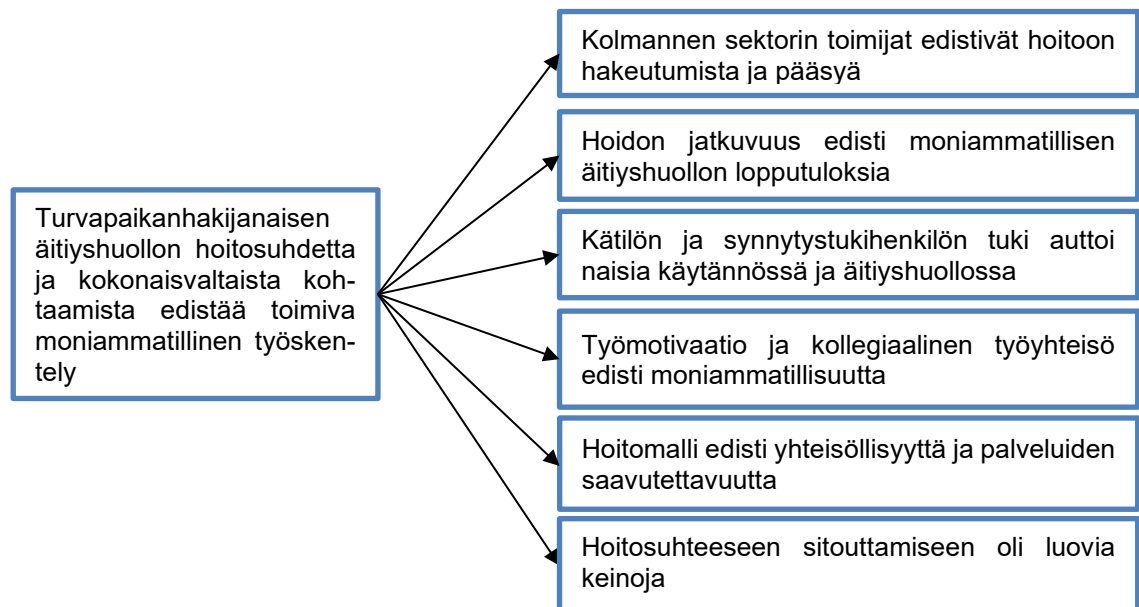 Turvapaikanhakijanaisen
äitiyshuollon hoitosuhdetta
ja kokonaisvaltaista koh-
taamista edistää toimiva
moniammatillinen työsken-
tely
Kolmannen sektorin toimijat edistivät hoitoon
hakeutumista ja pääsyä
Hoidon jatkuvuus edisti moniammatillisen
äitiyshuollon lopputuloksia
Kätilön ja synnytystukihenkilön tuki auttoi
naisia käytännössä ja äitiyshuollossa
Työmotivaatio ja kollegiaalinen työyhteisö
edisti moniammatillisuutta
Hoitomalli edisti yhteisöllisyyttä ja palveluiden
saavutettavuutta
Hoitosuhteeseen sitouttamiseen oli luovia
keinoja